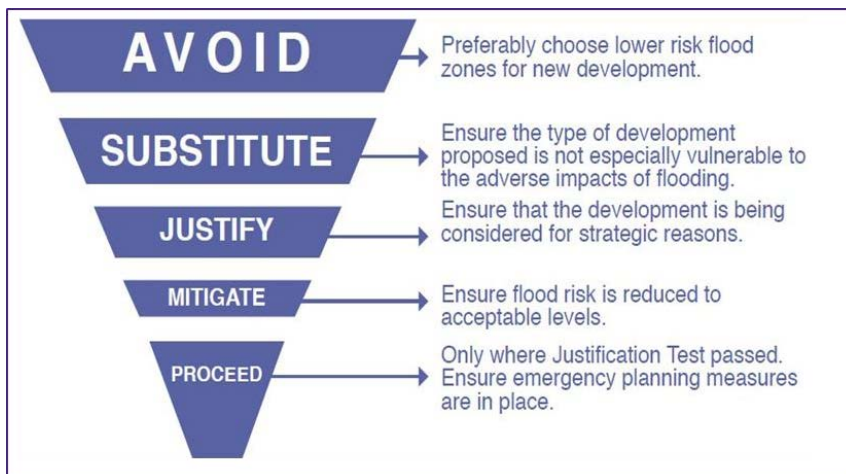 AVOID
Preferably choose lower risk flood
zones for new development.
SUBSTITUTE
Ensure the type of development
proposed is not especially vulnerable to
the adverse impacts of flooding.
JUSTIFY
Ensure that the development is being
considered for strategic reasons.
MITIGATE
Ensure flood risk is reduced to
acceptable levels.
PROCEED
Only where Justification Test passed.
Ensure emergency planning measures
are in place.